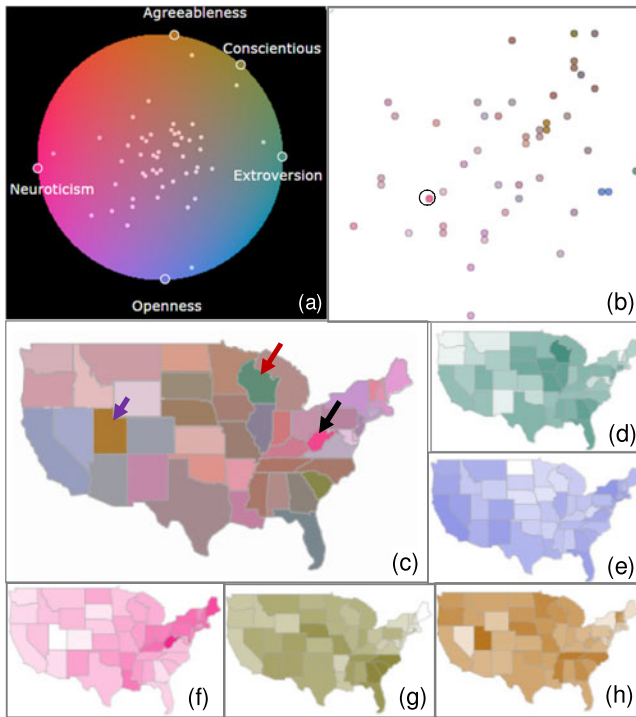 Agreeableness
Conscientious
Neuroticism
Extroversion
Openness
(a)
(b)
(c)
(d)
(e)
(f)
(g)
(h)